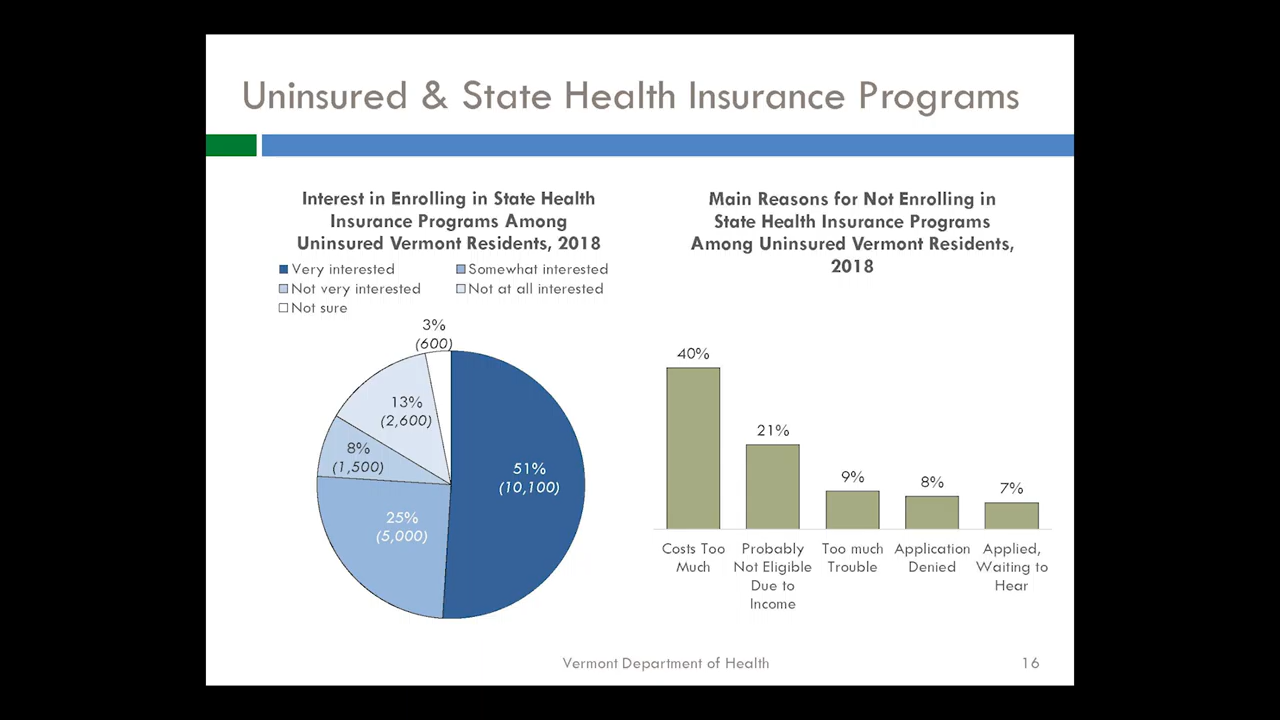 Uninsured & State Health Insurance Programs
Interest in Enrolling in State Health
Insurance Programs Among
Uninsured Vermont Residents, 2018
Very interested
Somewhat interested
Not very interested
Not at all interested
Not sure
3%
(600)
13%
(2,600)
8%
(1,500)
51%
(10,100)
25%
(5,000)
Main Reasons for Not Enrolling in
State Health Insurance Programs
Among Uninsured Vermont Residents,
2018
40%
21%
9%
8%
7%
Costs Too
Much
Probably
Not Eligible
Due to
Income
Too much
Trouble
Application
Denied
Applied,
Waiting to
Hear
Vermont Department of Health
16